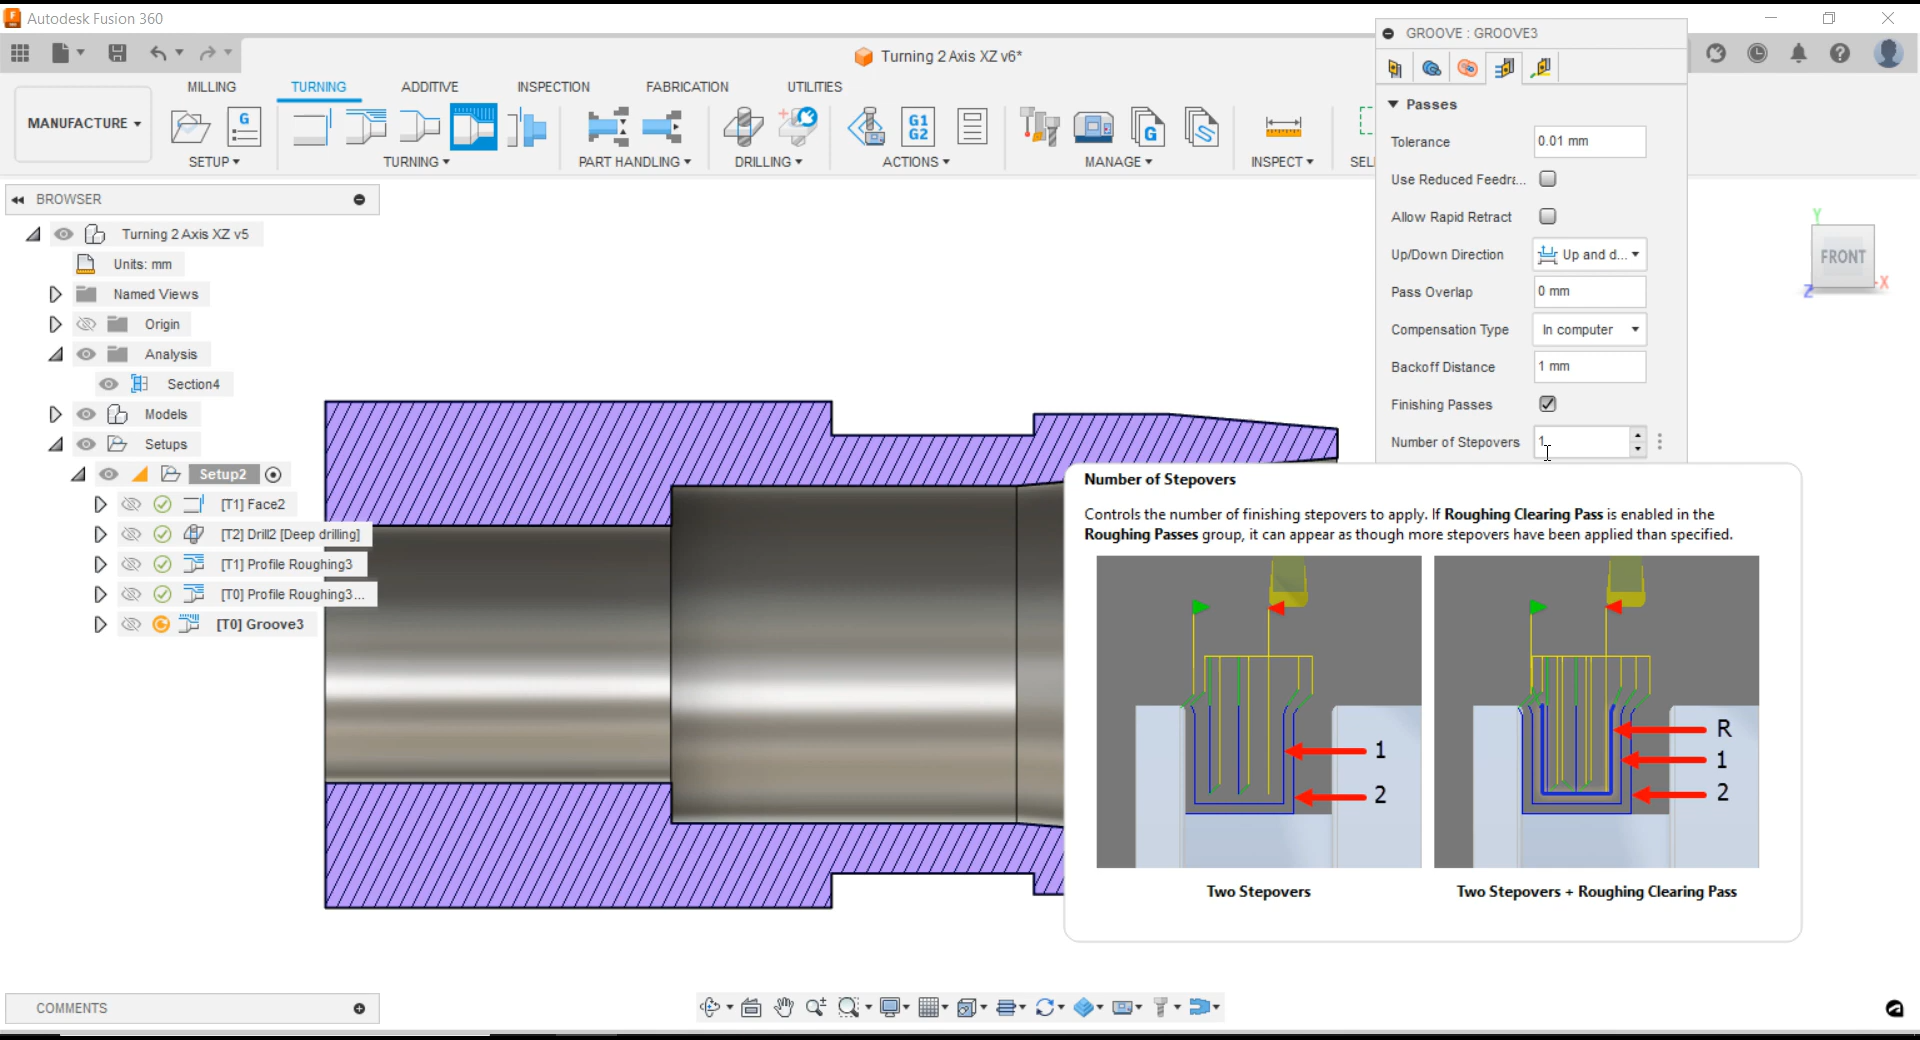 Autodesk Fusion 360
Turning 2 Axis XZ v6*
GROOVE : GROOVE3
MILLING
TURNING
ADDITIVE
INSPECTION
FABRICATION
UTILITIES
MANUFACTURE
SETUP
TURNING
PART HANDLING
DRILLING
G1
G2
ACTIONS
MANAGE
INSPECT
SEL
BROWSER
Turning 2 Axis XZ v5
Units: mm
Named Views
Origin
Analysis
Section4
Models
Setups
Setup2
[T1] Face2
[T2] Drill2 [Deep drilling]
[T1] Profile Roughing3
[T0] Profile Roughing3...
[T0] Groove3
Passes
Tolerance
0.01 mm
Use Reduced Feedra...
Allow Rapid Retract
Up/Down Direction
Up and d...
Pass Overlap
0 mm
Compensation Type
In computer
Backoff Distance
1 mm
Finishing Passes
Number of Stepovers
1
Y
FRONT
X
Z
Number of Stepovers
Controls the number of finishing stepovers to apply. If Roughing Clearing Pass is enabled in the
Roughing Passes group, it can appear as though more stepovers have been applied than specified.
1
2
R
1
2
Two Stepovers
Two Stepovers + Roughing Clearing Pass
COMMENTS